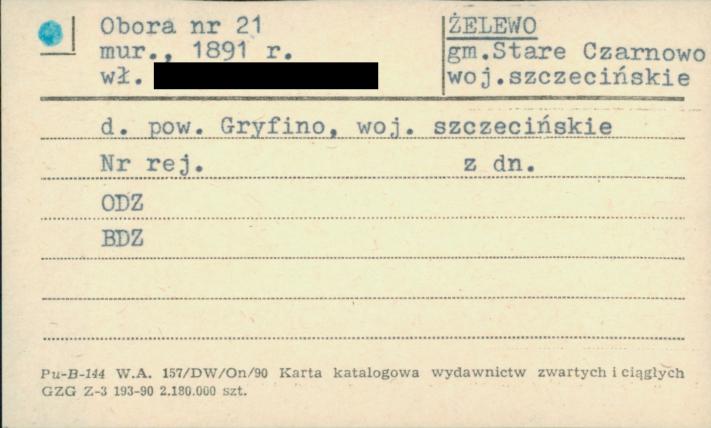 Obora nr 21
mur., 1891 r.
wł.
ŻELEWO
gm.Stare Czarnowo
woj.szczecińskie
d. pow. Gryfino, woj. szczecińskie
Nr rej. z dn.
ODZ
BDZ
Pu-B-144 W.A. 157/DW/On/90 Karta katalogowa wydawnictw zwartych i ciągłych
GZG Z-3 193-90 2.180.000 szt.